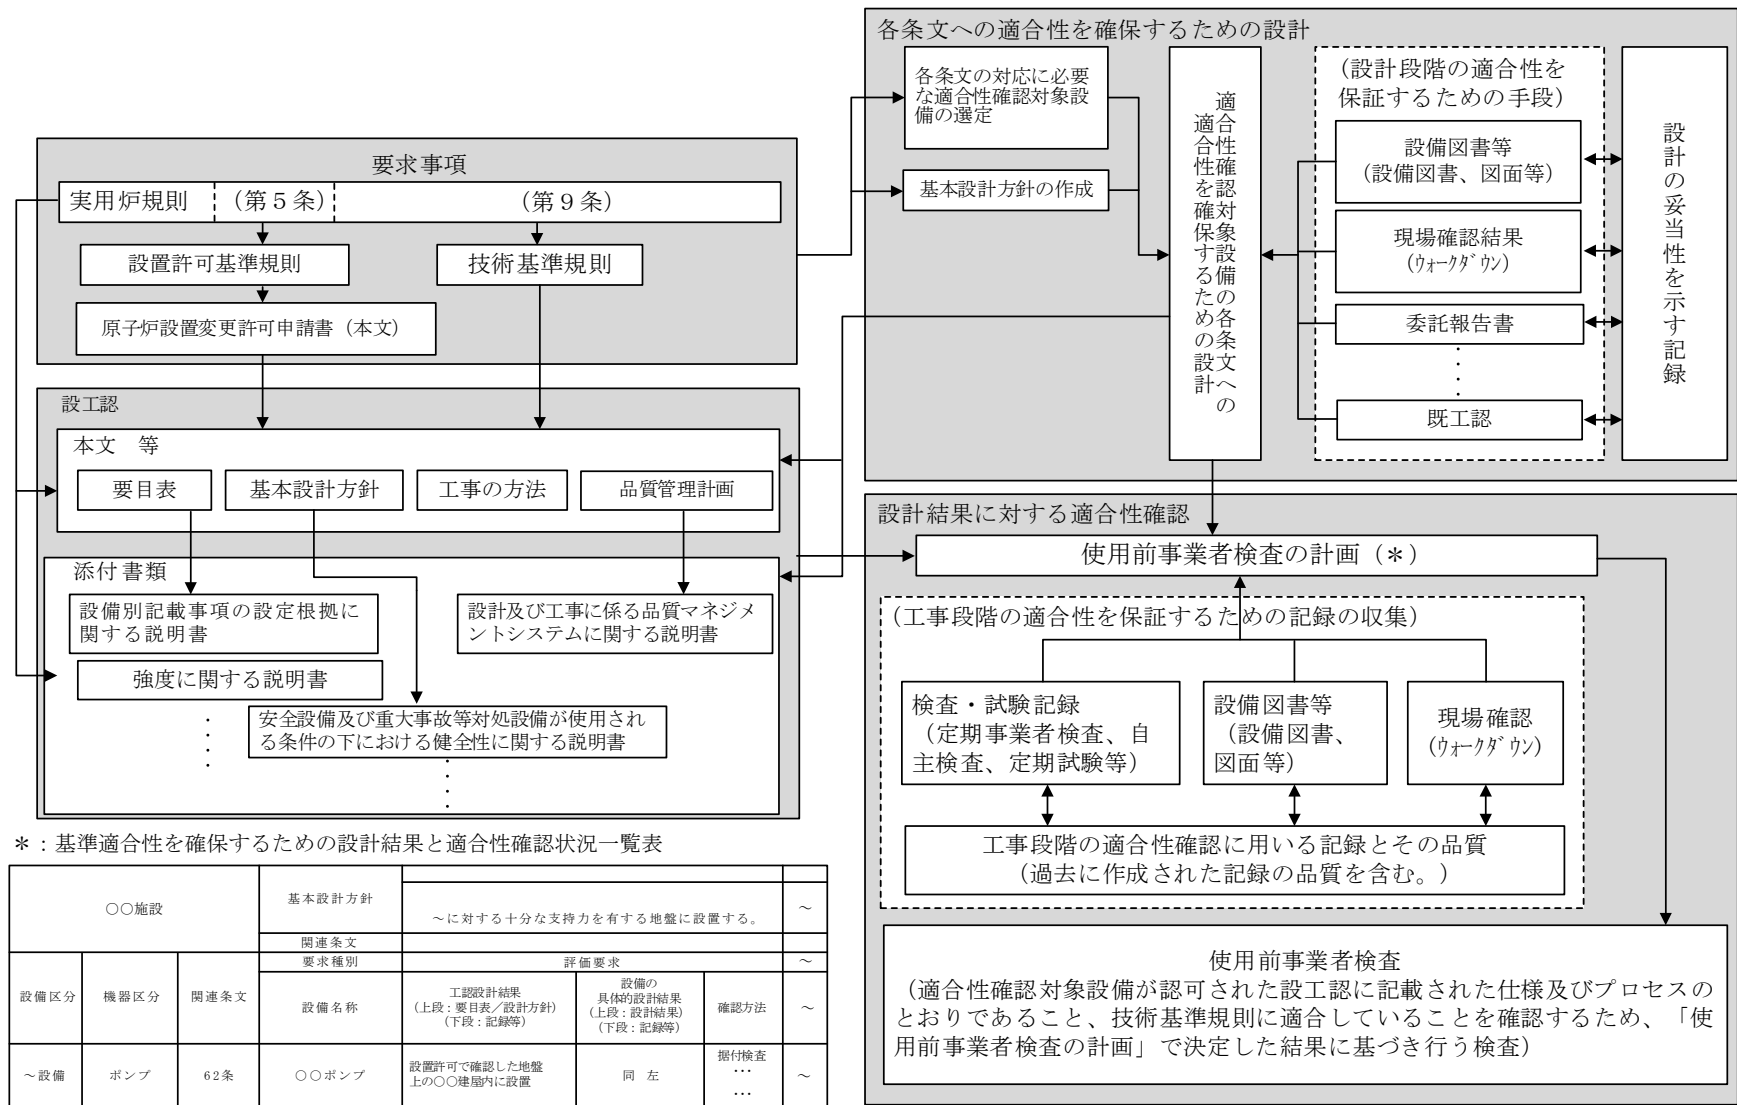 要求事項
実用炉規則
(第５条)
(第９条)
設置許可基準規則
技術基準規則
原子炉設置変更許可申請書（本文）
設工認
本文　等
要目表
基本設計方針
工事の方法
品質管理計画
添付書類
設備別記載事項の設定根拠に
関する説明書
設計及び工事に係る品質マネジメ
ントシステムに関する説明書
強度に関する説明書
安全設備及び重大事故等対処設備が使用され
る条件の下における健全性に関する説明書
各条文への適合性を確保するための設計
各条文の対応に必要
な適合性確認対象設
備の選定
基本設計方針の作成
適合性確認対象設備の各条文への
適合性を確保するための設計
(設計段階の適合性を
保証するための手段)
設備図書等
(設備図書、図面等)
現場確認結果
(ｳｫｰｸﾀﾞｳﾝ)
委託報告書
既工認
設計の妥当性を示す記録
設計結果に対する適合性確認
使用前事業者検査の計画（＊）
(工事段階の適合性を保証するための記録の収集)
検査・試験記録
（定期事業者検査、自
主検査、定期試験等）
設備図書等
（設備図書、
図面等）
現場確認
(ｳｫｰｸﾀﾞｳﾝ)
工事段階の適合性確認に用いる記録とその品質
（過去に作成された記録の品質を含む。）
使用前事業者検査
（適合性確認対象設備が認可された設工認に記載された仕様及びプロセスの
とおりであること、技術基準規則に適合していることを確認するため、「使
用前事業者検査の計画」で決定した結果に基づき行う検査）
＊：基準適合性を確保するための設計結果と適合性確認状況一覧表
○○施設
基本設計方針
～に対する十分な支持力を有する地盤に設置する。
～
関連条文
要求種別
評価要求
～
設備区分
機器区分
関連条文
設備名称
工認設計結果
(上段：要目表／設計方針)
(下段：記録等)
設備の
具体的設計結果
(上段：設計結果)
(下段：記録等)
確認方法
～
～設備
ポンプ
62条
○○ポンプ
設置許可で確認した地盤
上の○○建屋内に設置
同　左
据付検査
…
…
～